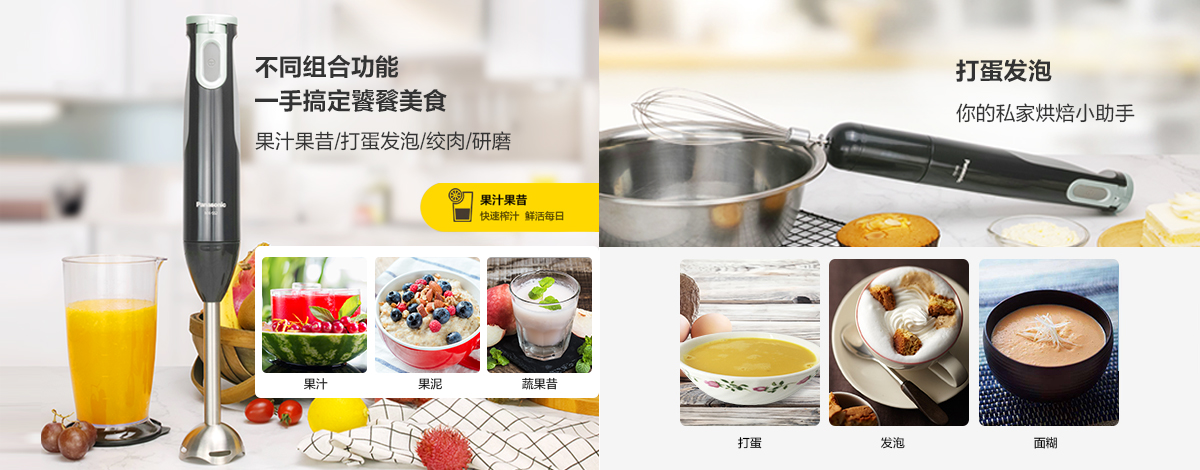 不同组合功能
一手搞定饕餮美食
果汁果昔/打蛋发泡/绞肉/研磨
果汁果昔
快速榨汁 鲜活每日
Panasonic
果汁
果泥
蔬果昔
打蛋发泡
你的私家烘焙小助手
Panasonic
打蛋
发泡
面糊